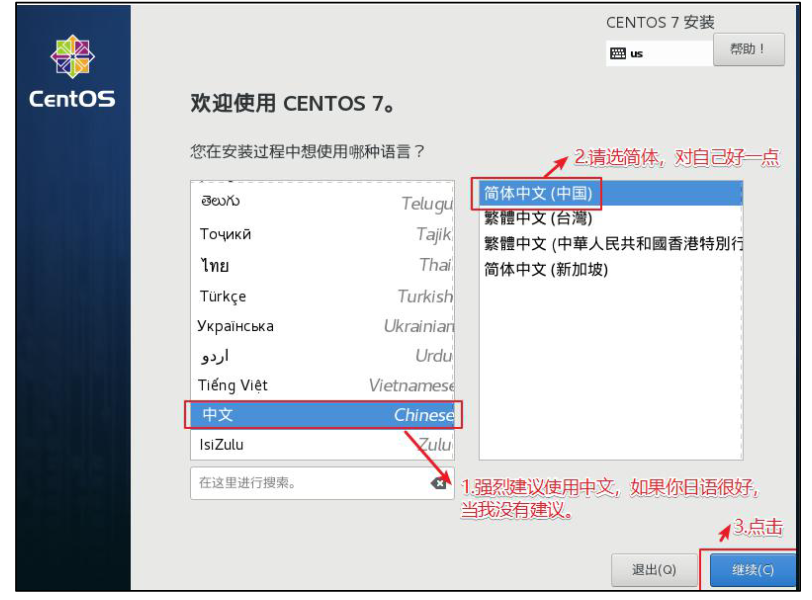 CENTOS 7 安装
us
帮助！
CentOS
欢迎使用 CENTOS 7。
您在安装过程中想使用哪种语言？
2.请选简体，对自己好一点
తెలుగు Telugu
Тоҷикӣ Tajik
ไทย Thai
Türkçe Turkish
Українська Ukrainian
اردو Urdu
Tiếng Việt Vietnamese
中文 Chinese
IsiZulu Zulu
简体中文 (中国)
繁體中文 (台灣)
繁體中文 (中華人民共和國香港特別行
简体中文 (新加坡)
在这里进行搜索。
1.强烈建议使用中文，如果你日语很好，
当我没有建议。
3.点击
退出(Q)
继续(C)